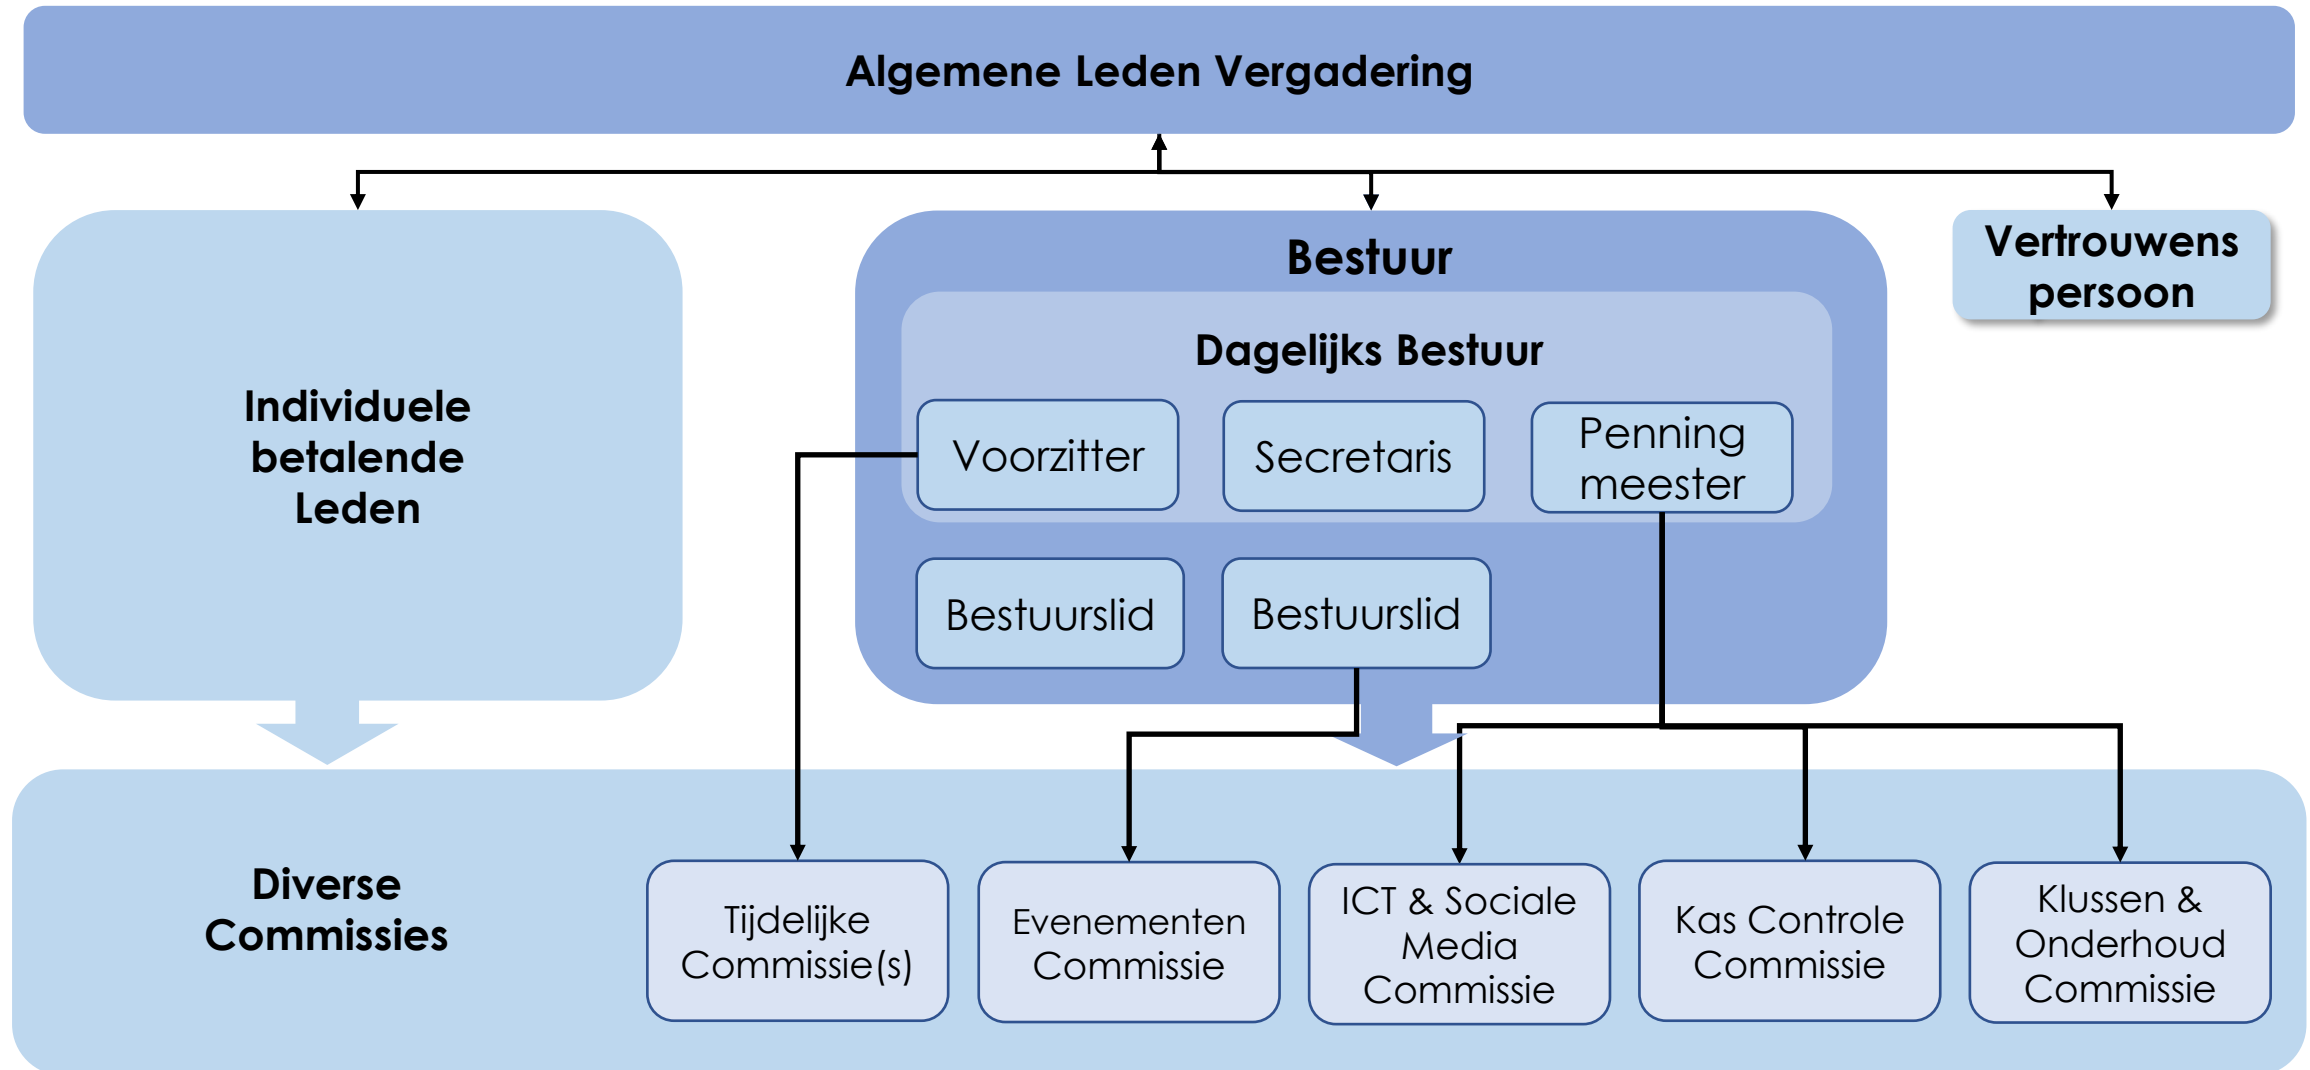 Algemene Leden Vergadering
Individuele
betalende
Leden
Bestuur
Dagelijks Bestuur
Voorzitter
Secretaris
Penning
meester
Bestuurslid
Bestuurslid
Vertrouwens
persoon
Diverse
Commissies
Tijdelijke
Commissie(s)
Evenementen
Commissie
ICT & Sociale
Media
Commissie
Kas Controle
Commissie
Klussen &
Onderhoud
Commissie